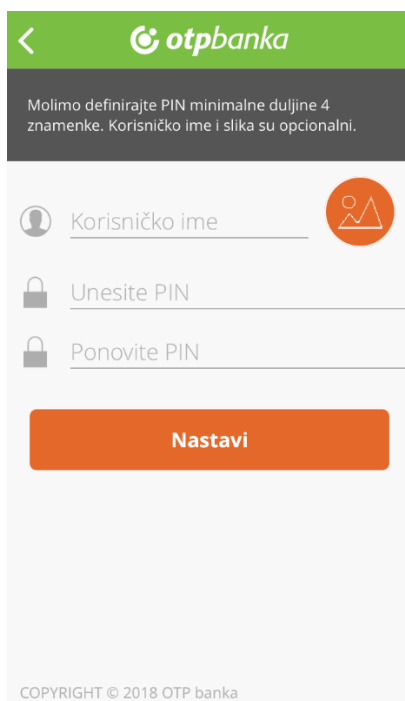 otpbanka
Molimo definirajte PIN minimalne duljine 4
znamenke. Korisničko ime i slika su opcionalni.
Korisničko ime
Unesite PIN
Ponovite PIN
Nastavi
COPYRIGHT © 2018 OTP banka